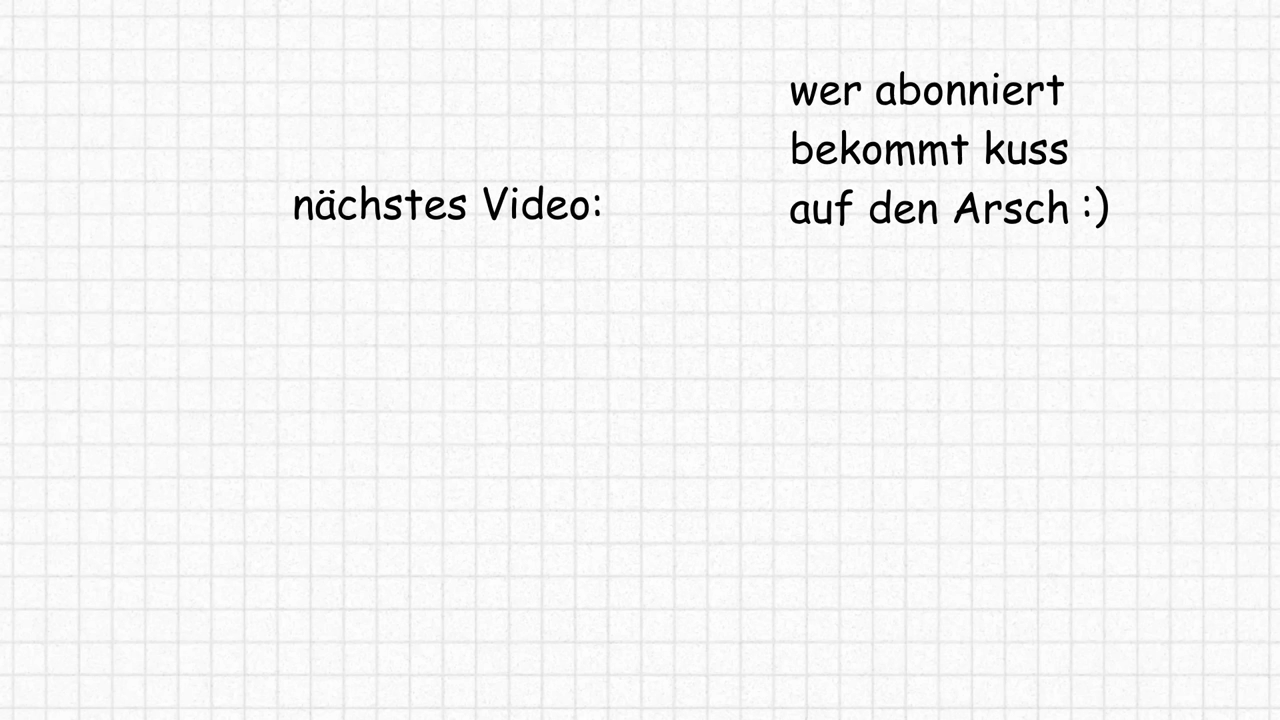 nächstes Video:
wer abonniert
bekommt kuss
auf den Arsch :)